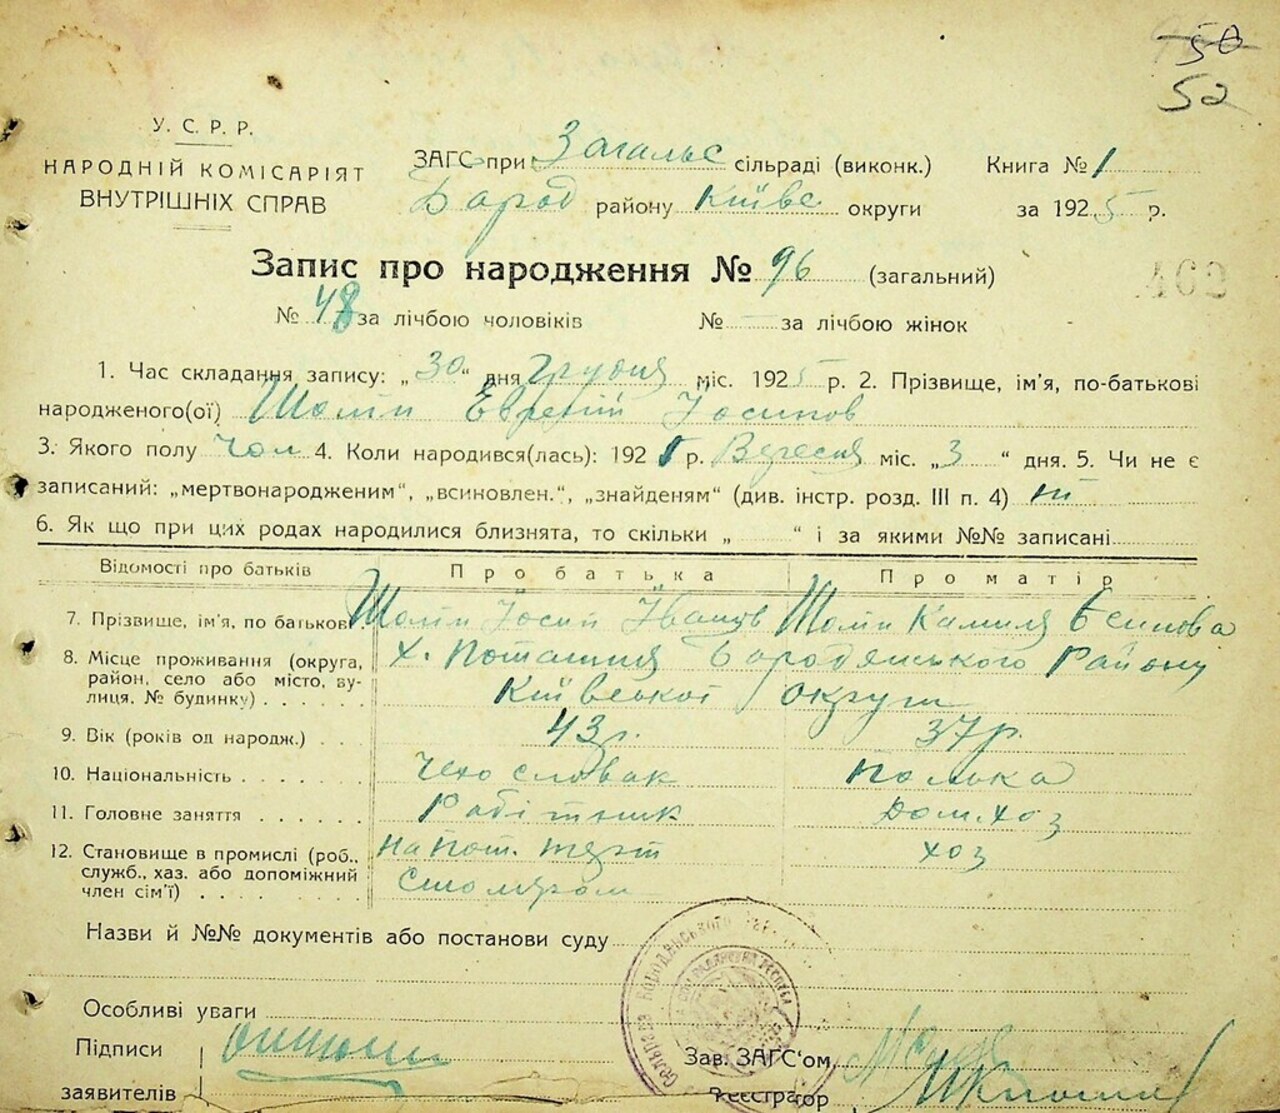 50
52
У. С. Р. Р.
НАРОДНІЙ КОМІСАРІЯТ
ВНУТРІШНІХ СПРАВ
ЗАГС при Загальс сільраді (виконк.) Книга № 1
Бород району Київс округи за 1925 р.
Запис про народження № 96 (загальний)
462
№ 48 за лічбою чоловіків № — за лічбою жінок
1. Час складання запису: „30“ дня Грудня міс. 1925 р. 2. Прізвище, ім'я, по-батькові
народженого(ої) Шолін Евгеній Йосипов
3. Якого полу Чол 4. Коли народився(лась): 1925 р. Вересня міс. „3“ дня. 5. Чи не є
записаний: „мертвонародженим“, „всиновлен.“, „знайденям“ (див. інстр. розд. III п. 4) ні
6. Як що при цих родах народилися близнята, то скільки „ “ і за якими №№ записані
Відомості про батьків Про батька Про матір
7. Прізвище, ім'я, по батькові Шолін Йосип Іванов Шолін Камиля Осипова
8. Місце проживання (округа, район, село або місто, вулиця, № будинку) х. Поташня Бородянського Району
Київської округи
9. Вік (років од народж.) 43 р. 37 р.
10. Національність Чехословак Полька
11. Головне заняття Робітник Дом. хоз
12. Становище в промислі (роб., служб., хаз. або допоміжний член сім'ї) На пот. хоз
Столяром
Назви й №№ документів або постанови суду
Особливі уваги
Підписи
Зав. ЗАГС'ом
заявителів
Реєстратор